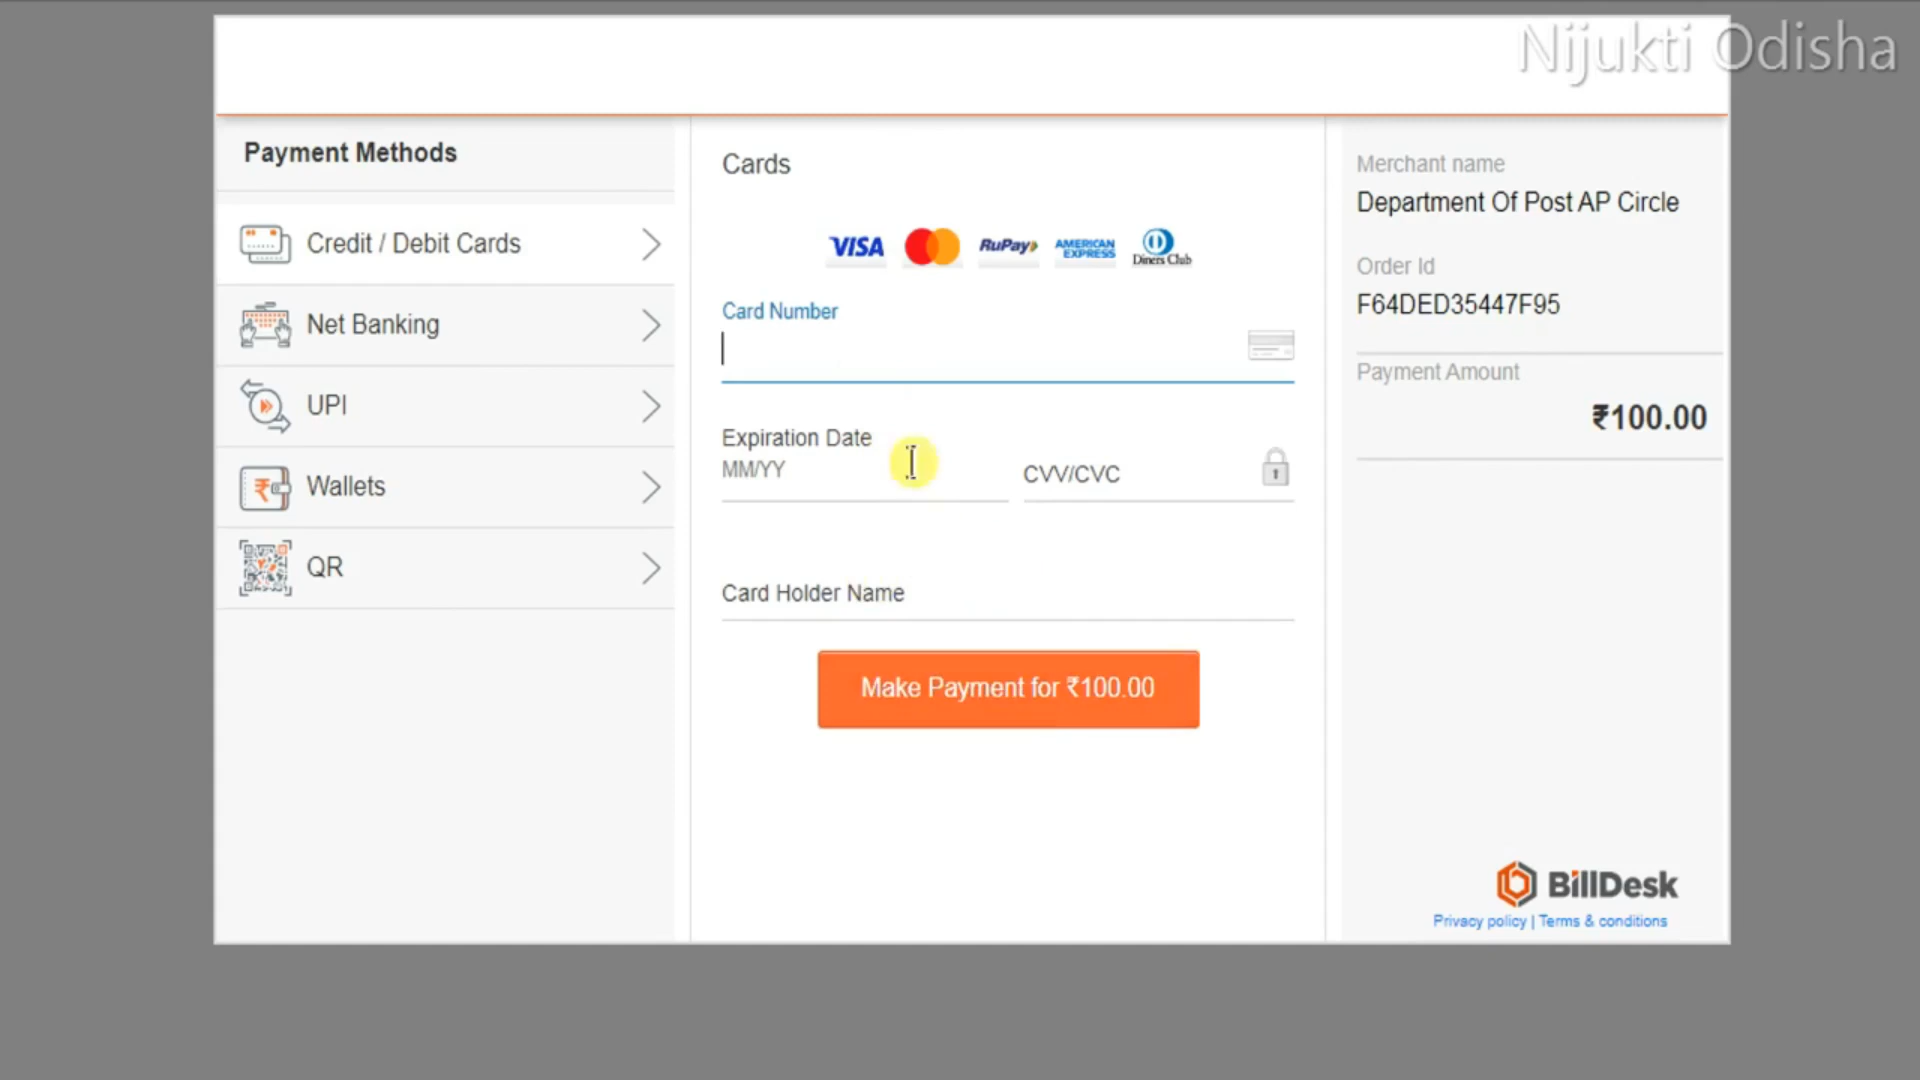 Nijukti Odisha
Payment Methods
Credit / Debit Cards
Net Banking
UPI
Wallets
QR
Cards
VISA
RuPay
AMERICAN
EXPRESS
Diners Club
Card Number
Expiration Date
MM/YY
CVV/CVC
Card Holder Name
Make Payment for ₹100.00
Merchant name
Department Of Post AP Circle
Order Id
F64DED35447F95
Payment Amount
₹100.00
BillDesk
Privacy policy | Terms & conditions